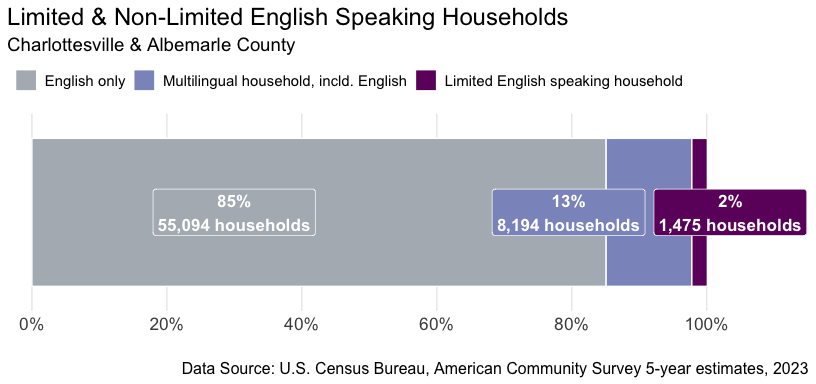 Limited & Non-Limited English Speaking Households
Charlottesville & Albemarle County
English only
Multilingual household, incld. English
Limited English speaking household
85%
55,094 households
13%
8,194 households
2%
1,475 households
0%
20%
40%
60%
80%
100%
Data Source: U.S. Census Bureau, American Community Survey 5-year estimates, 2023